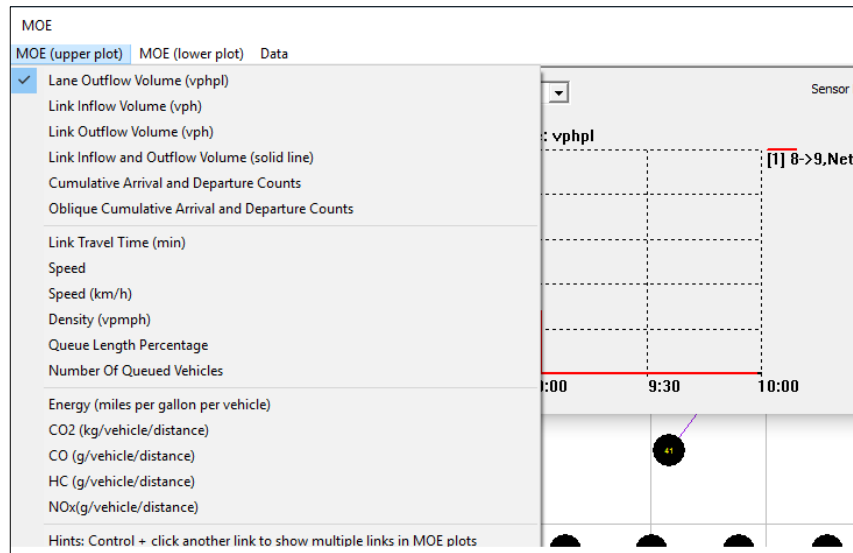 MOE
MOE (upper plot) MOE (lower plot) Data
Lane Outflow Volume (vphpl)
Link Inflow Volume (vph)
Link Outflow Volume (vph)
Link Inflow and Outflow Volume (solid line)
Cumulative Arrival and Departure Counts
Oblique Cumulative Arrival and Departure Counts
Link Travel Time (min)
Speed
Speed (km/h)
Density (vpmph)
Queue Length Percentage
Number Of Queued Vehicles
Energy (miles per gallon per vehicle)
CO2 (kg/vehicle/distance)
CO (g/vehicle/distance)
HC (g/vehicle/distance)
NOx(g/vehicle/distance)
Hints: Control + click another link to show multiple links in MOE plots
Sensor
: vphpl
[1] 8->9,Net
:00 9:30 10:00
41